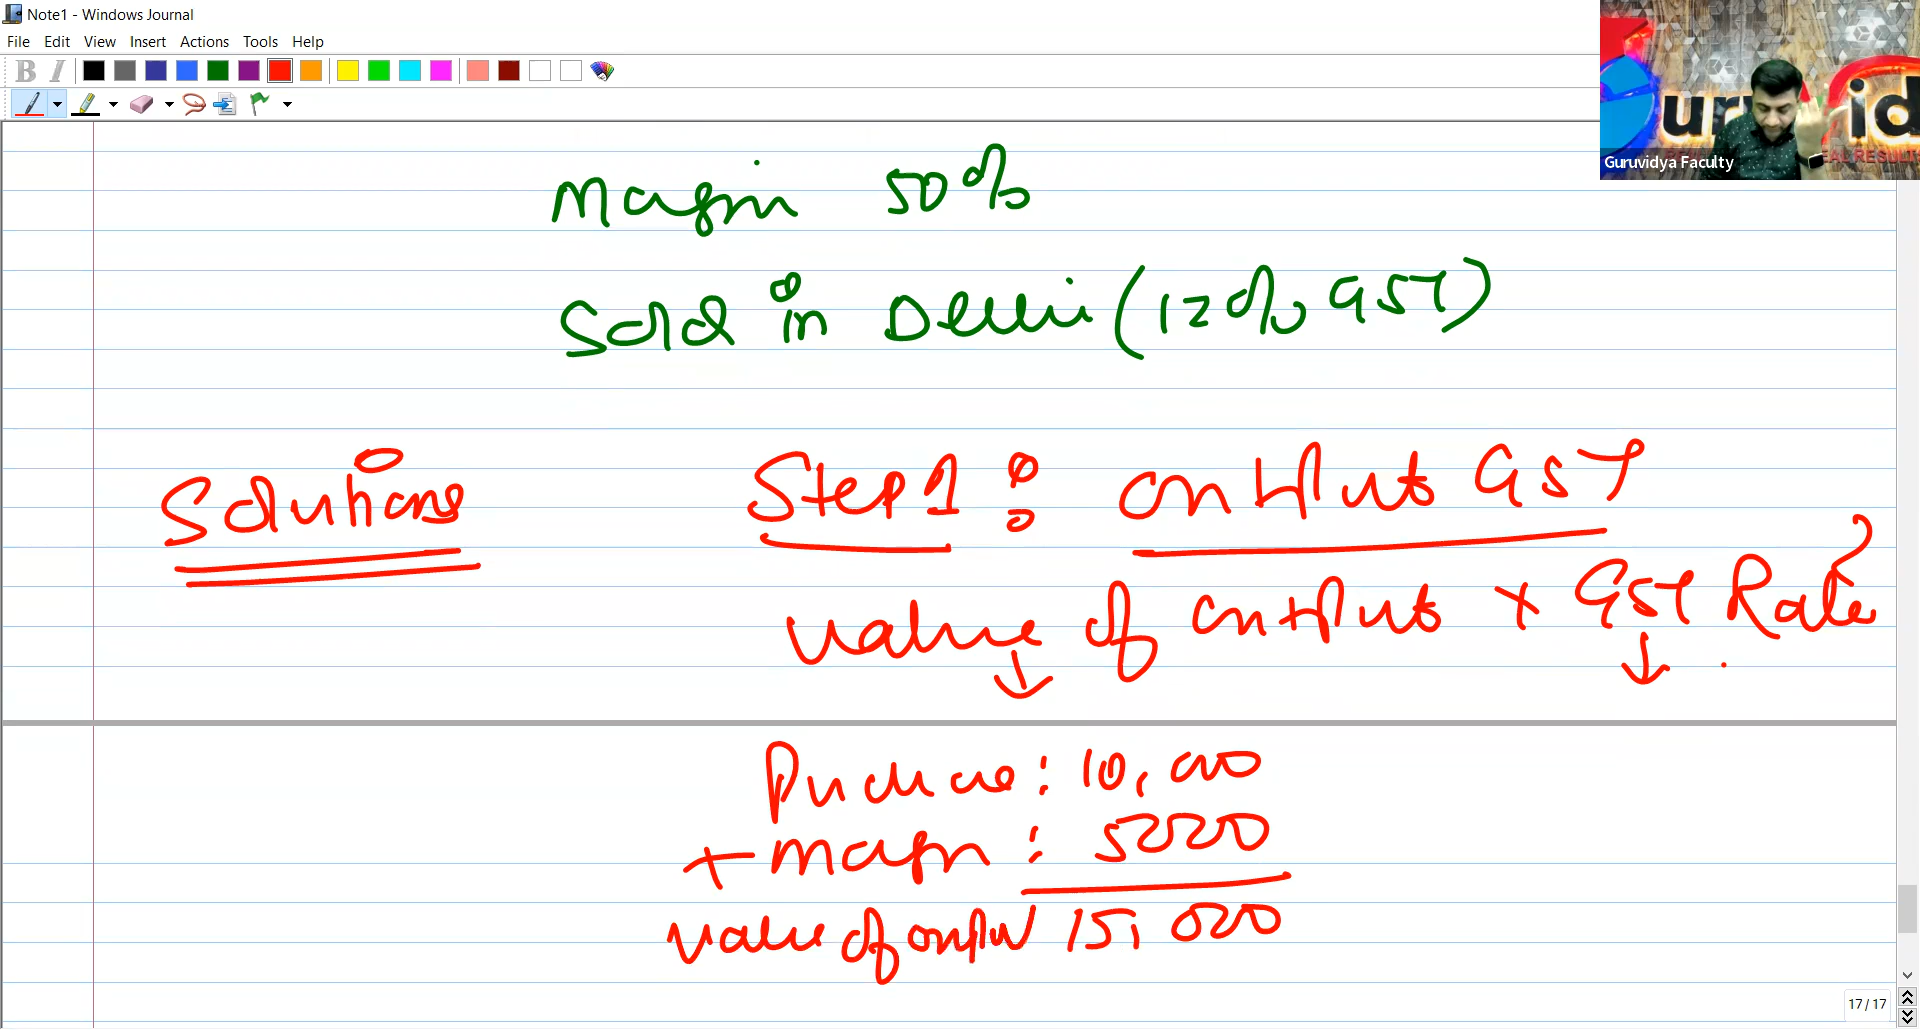 Note1 - Windows Journal
File Edit View Insert Actions Tools Help
B I
Guruvidya Faculty
Margin 50%
Sold in Delhi (12% GST)
Solutions
Step 1 : Output GST
Value of Output x GST Rate
Purchase : 10,000
+ Margin : 5000
Value of output 15,000
17/17